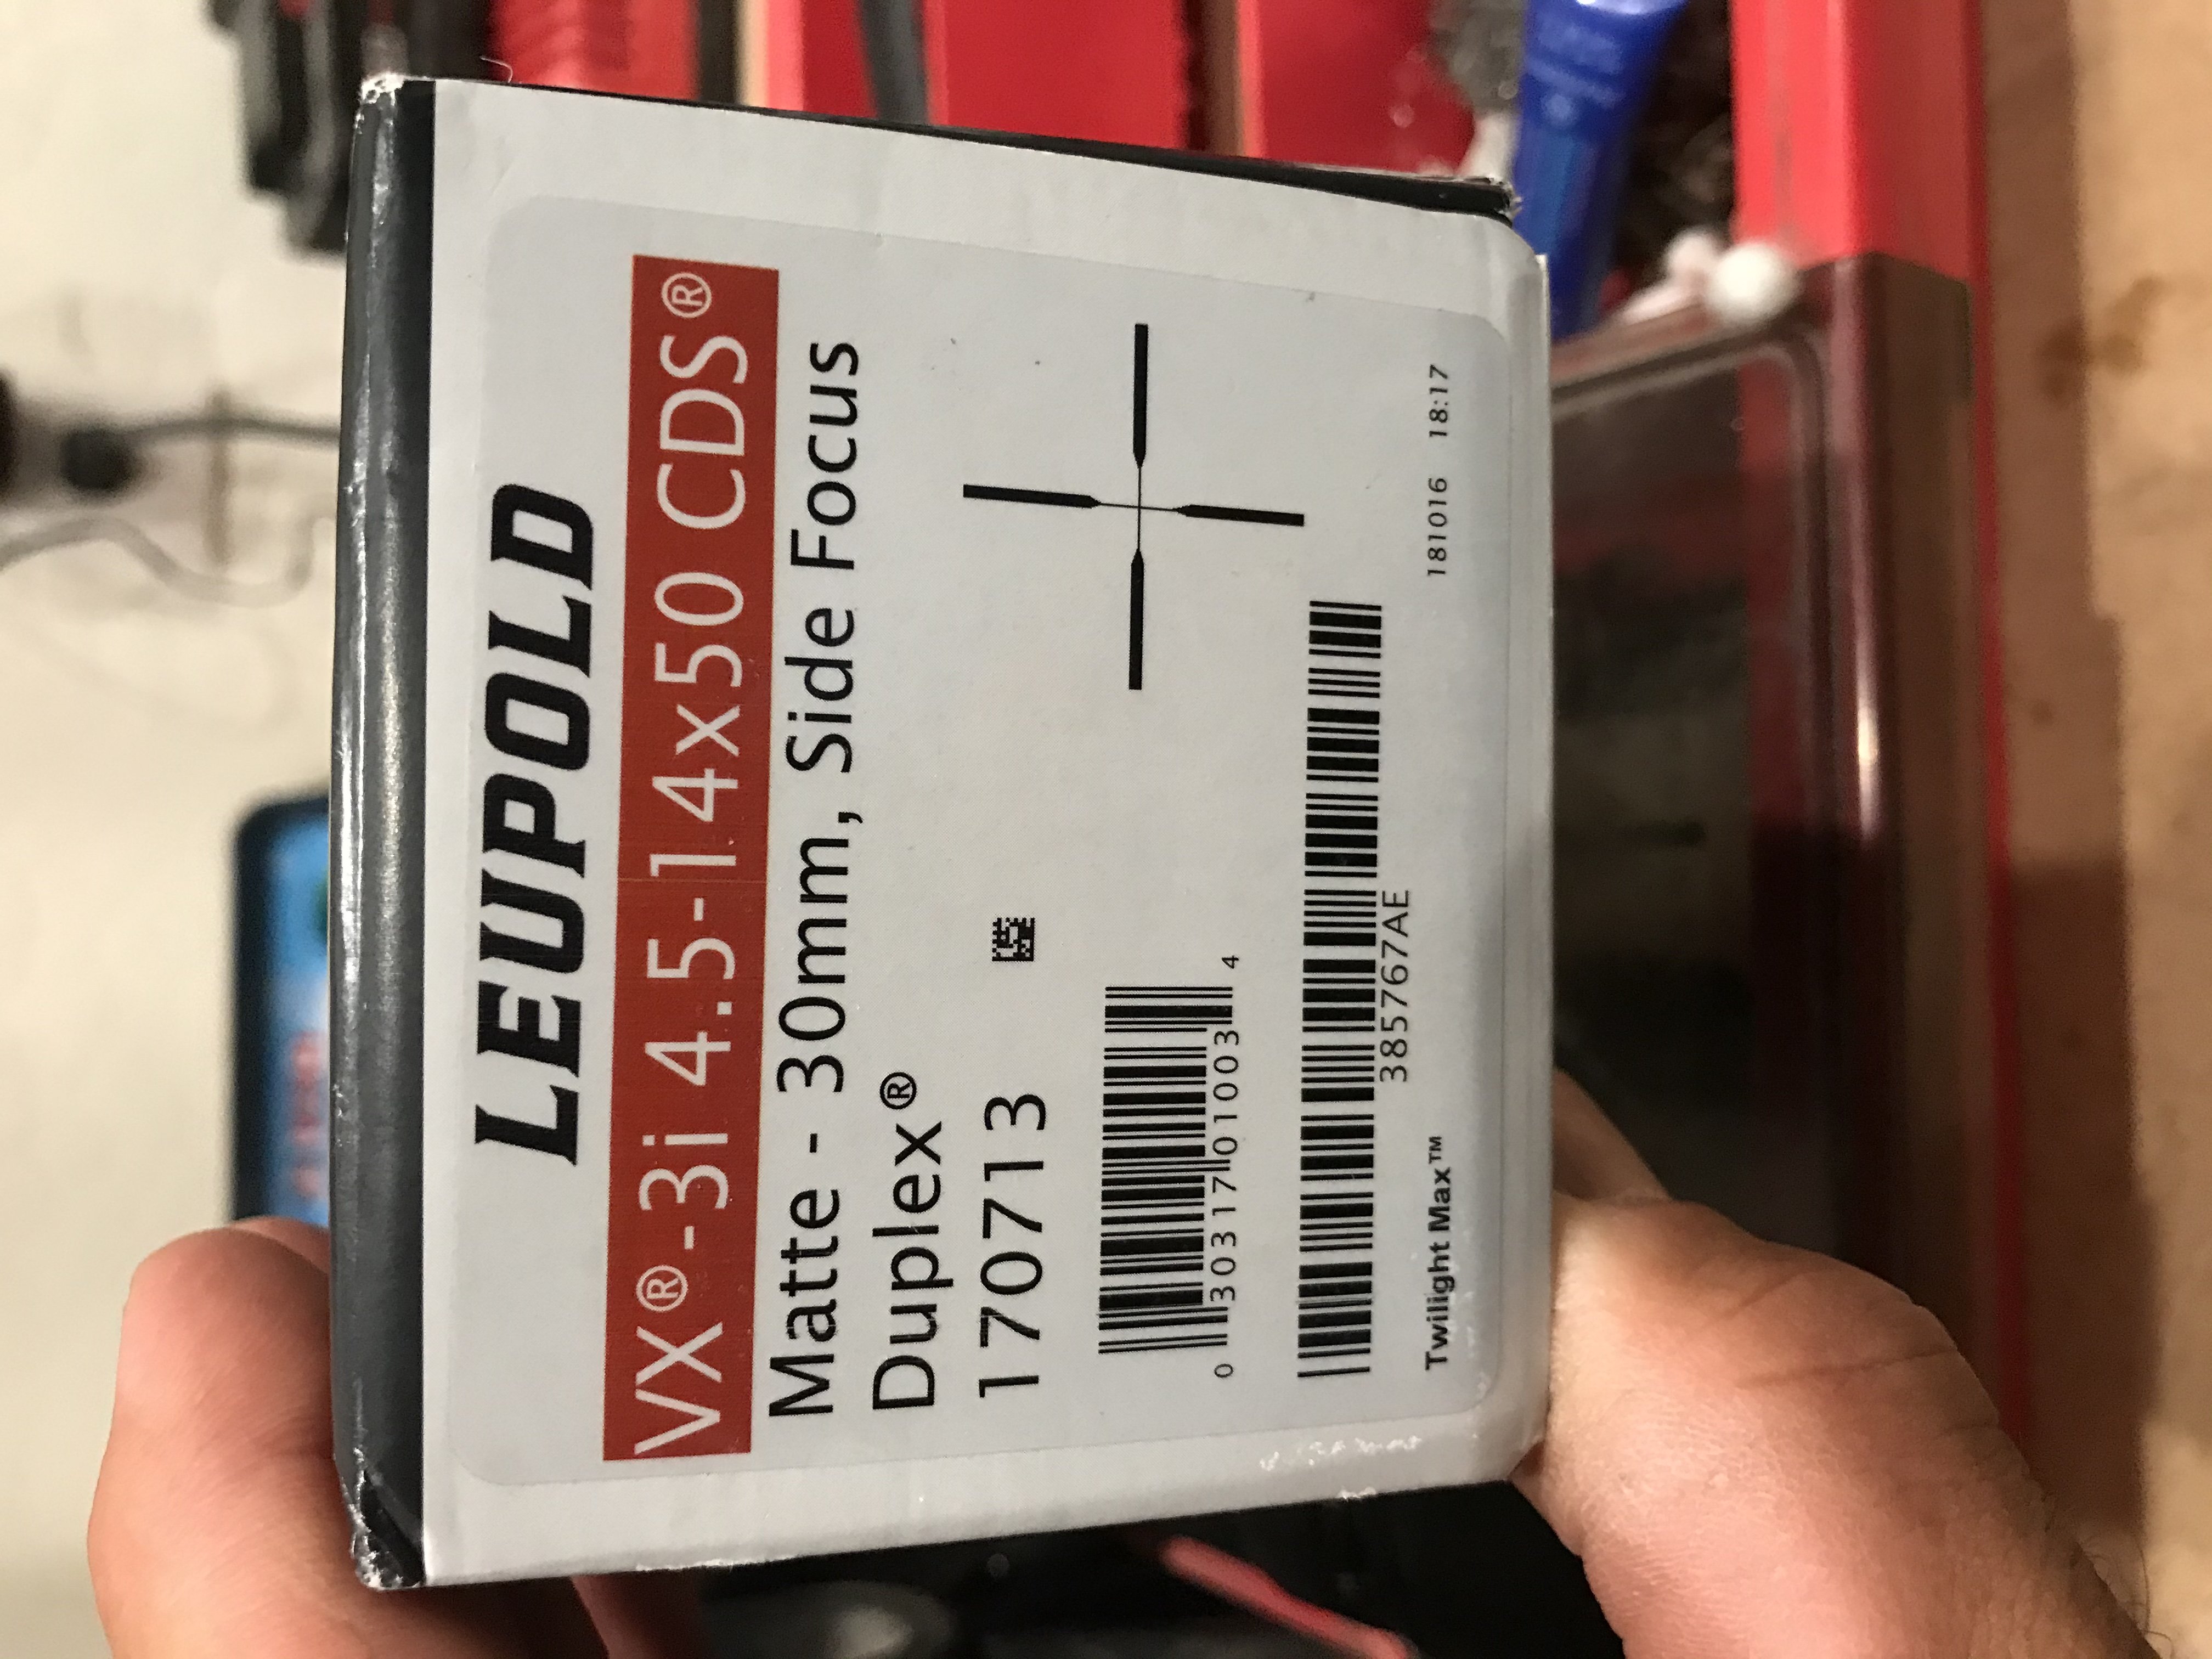 LEUPOLD
VX®-3i 4.5-14x50 CDS®
Matte - 30mm, Side Focus
Duplex®
170713
0 30317 01003 4
385767AE
Twilight Max™ 181016 18:17